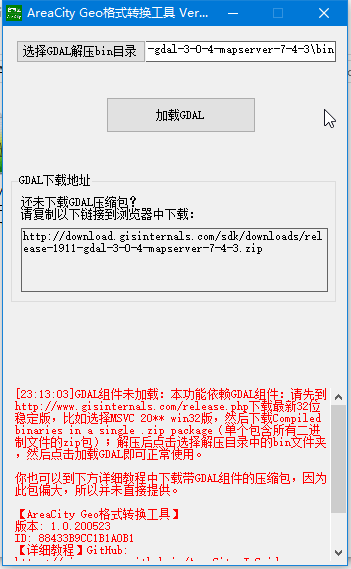 AreaCity Geo格式转换工具 Ver...
选择GDAL解压bin目录
-gdal-3-0-4-mapserver-7-4-3\bin
加载GDAL
GDAL下载地址
还未下载GDAL压缩包?
请复制以下链接到浏览器中下载:
http://download.gisinternals.com/sdk/downloads/rel
ease-1911-gdal-3-0-4-mapserver-7-4-3.zip
[23:13:03]GDAL组件未加载: 本功能依赖GDAL组件: 请先到
http://www.gisinternals.com/release.php下载最新32位
稳定版, 比如选择MSVC 20** win32版, 然后下载Compiled
binaries in a single .zip package (单个包含所有二进
制文件的zip包) ; 解压后点击选择解压目录中的bin文件夹
, 然后点击加载GDAL即可正常使用。
你也可以到下方详细教程中下载带GDAL组件的压缩包, 因为
此包偏大, 所以并未直接提供。
【AreaCity Geo格式转换工具】
版本: 1.0.200523
ID: 88433B9CC1B1A0B1
【详细教程】GitHub: